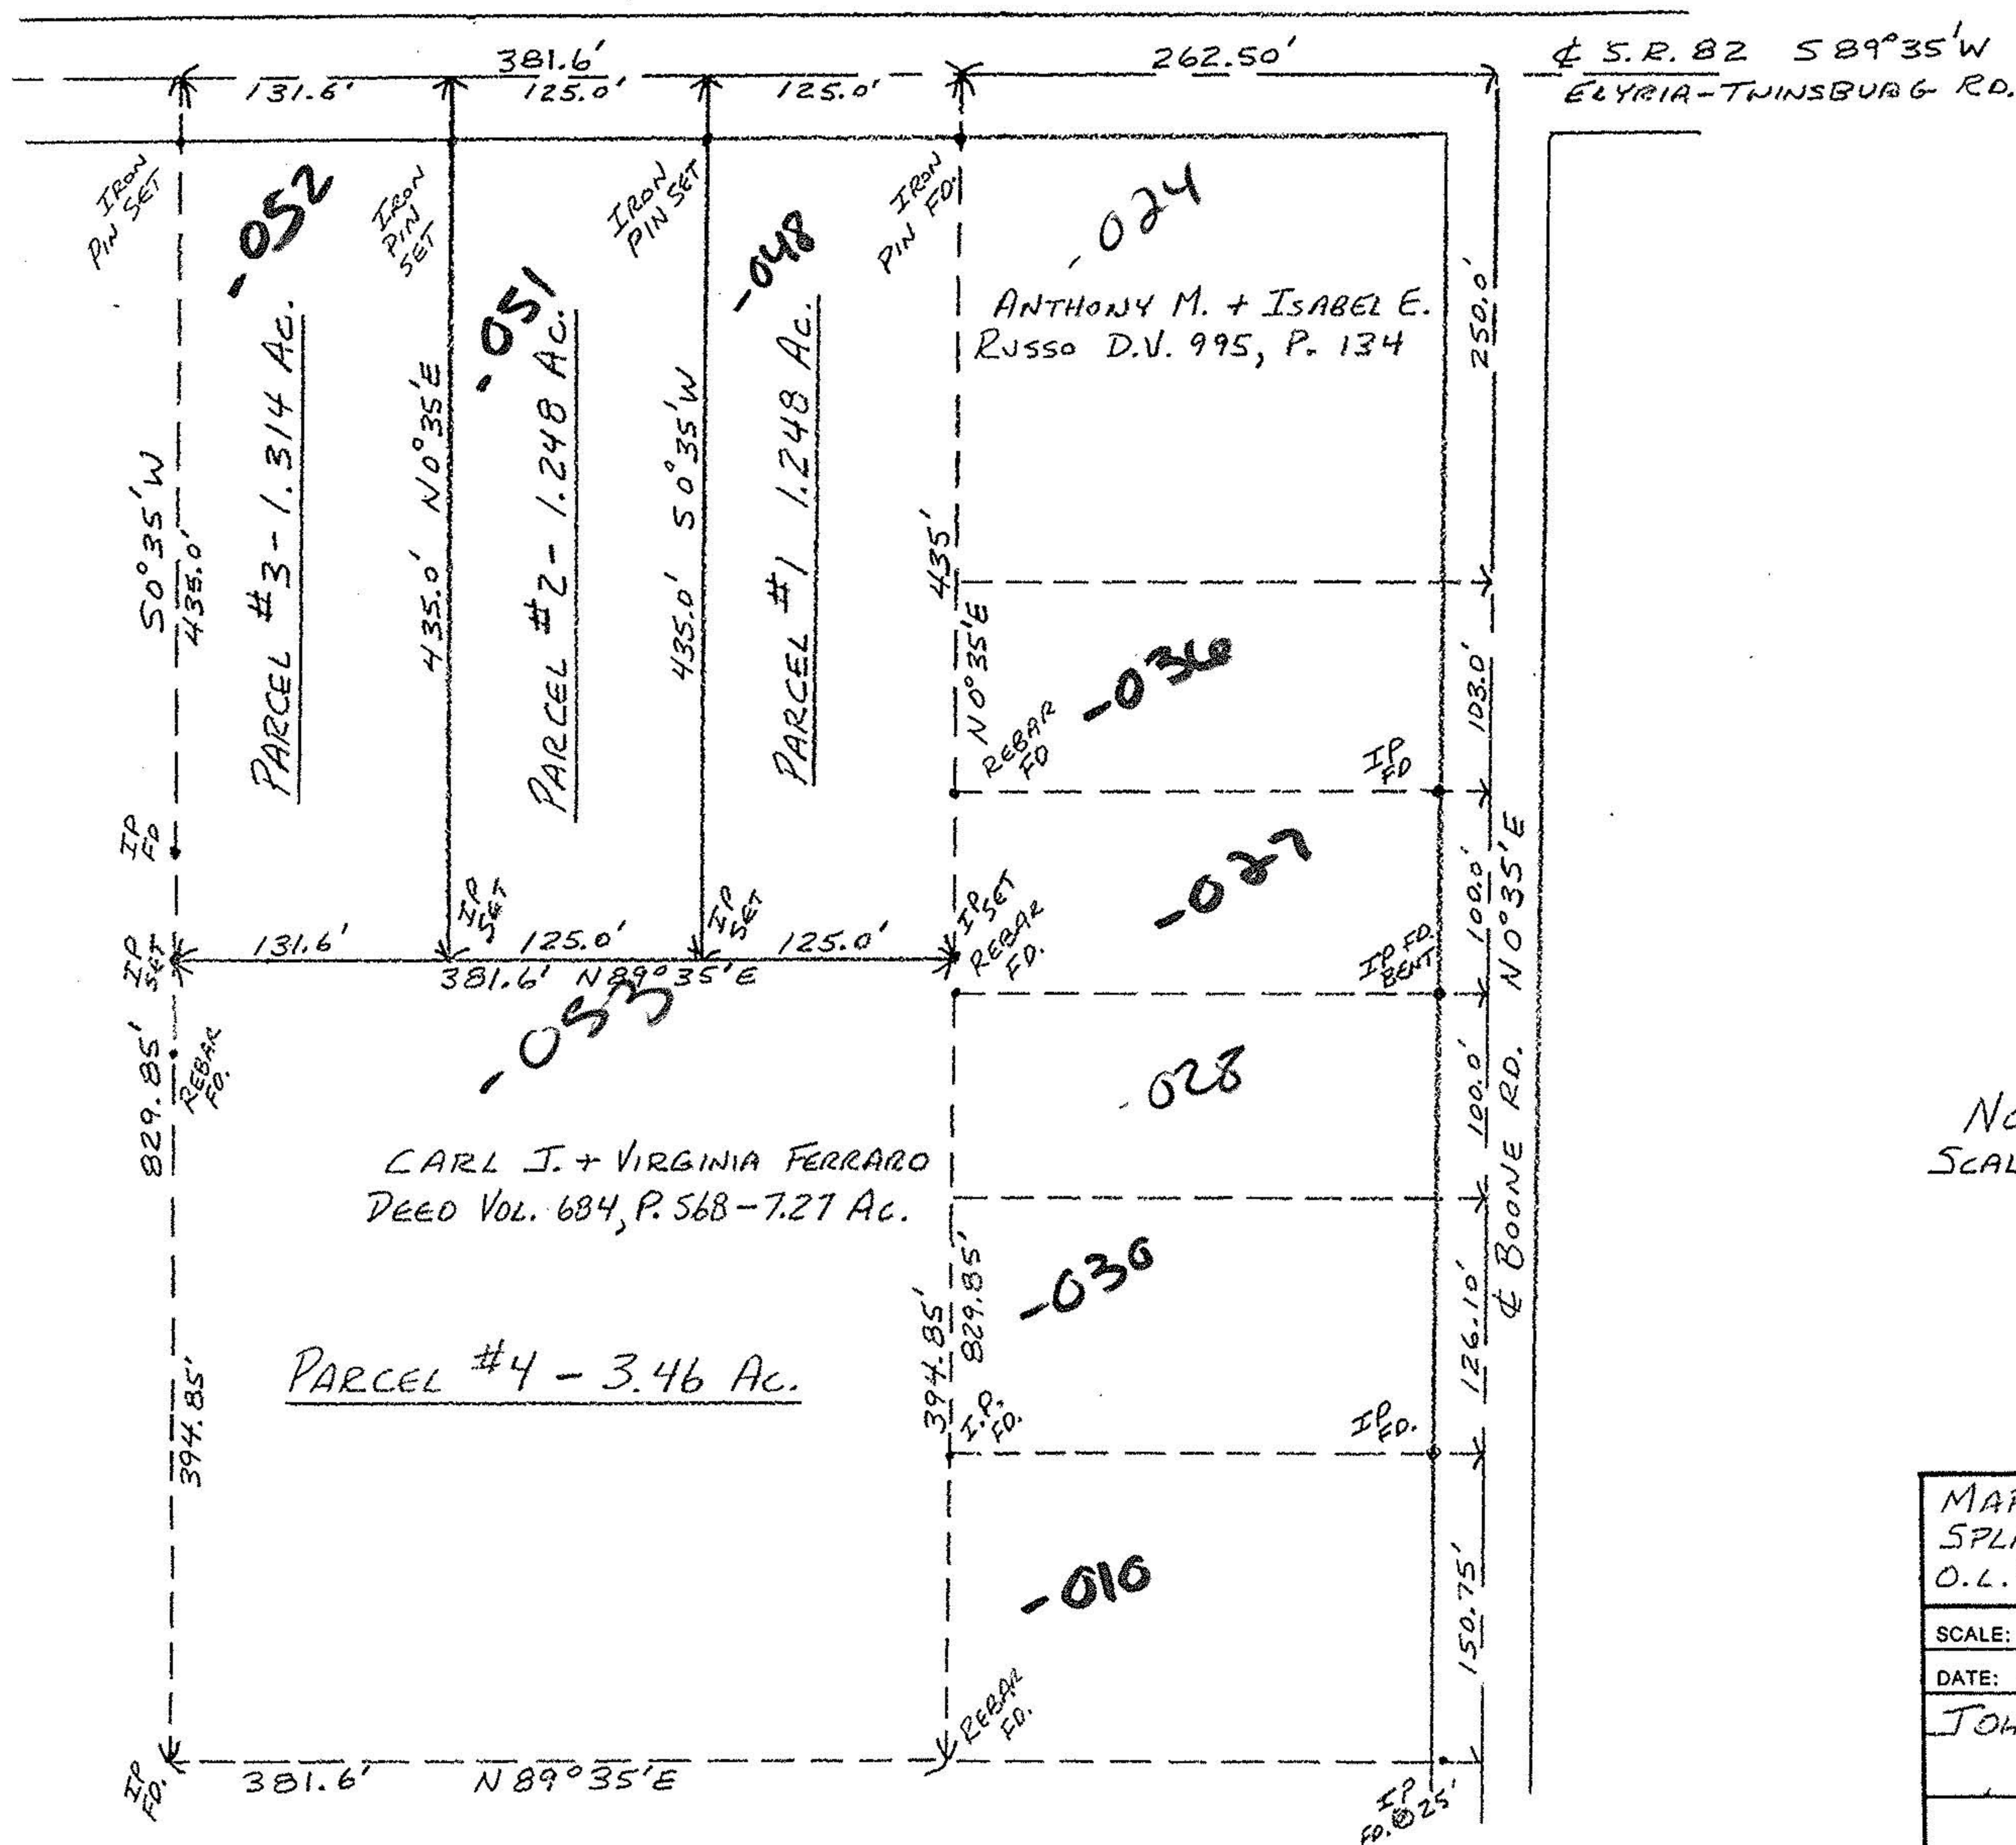 381.6'
262.50'
₵ S.R. 82 S 89°35'W
ELYRIA-TWINSBURG RD.
131.6'
125.0'
125.0'
IRON
PIN SET
-052
IRON
PIN
SET
-051
IRON
PIN SET
-048
IRON
PIN FD.
-024
ANTHONY M. + ISABEL E.
RUSSO D.V. 995, P. 134
250.0'
S0°35'W
435.0'
PARCEL #3 - 1.314 AC.
435.0' N0°35'E
PARCEL #2 - 1.248 AC.
435.0' S0°35'W
PARCEL #1 1.248 AC.
435'
N0°35'E
-036
103.0'
REBAR
FD
IP
FD
IP
FD
-027
100.0'
IP
SET
IP
SET
IP SET
REBAR
FD.
IP FD.
BENT
IP
SET
131.6'
125.0'
125.0'
381.6' N89°35'E
-053
829.85'
REBAR
FD.
028
100.0'
₵ BOONE RD. N0°35'E
CARL J. + VIRGINIA FERRARO
DEED VOL. 684, P. 568-7.27 AC.
SCAL
-030
126.10'
394.85'
829.85'
PARCEL #4 - 3.46 AC.
394.85'
I.P.
FD.
IP
FD.
-010
150.75'
REBAR
FD.
IP
FD.
381.6' N89°35'E
IP
FD. @ 25'
SPL
O.L.
SCALE:
DATE: